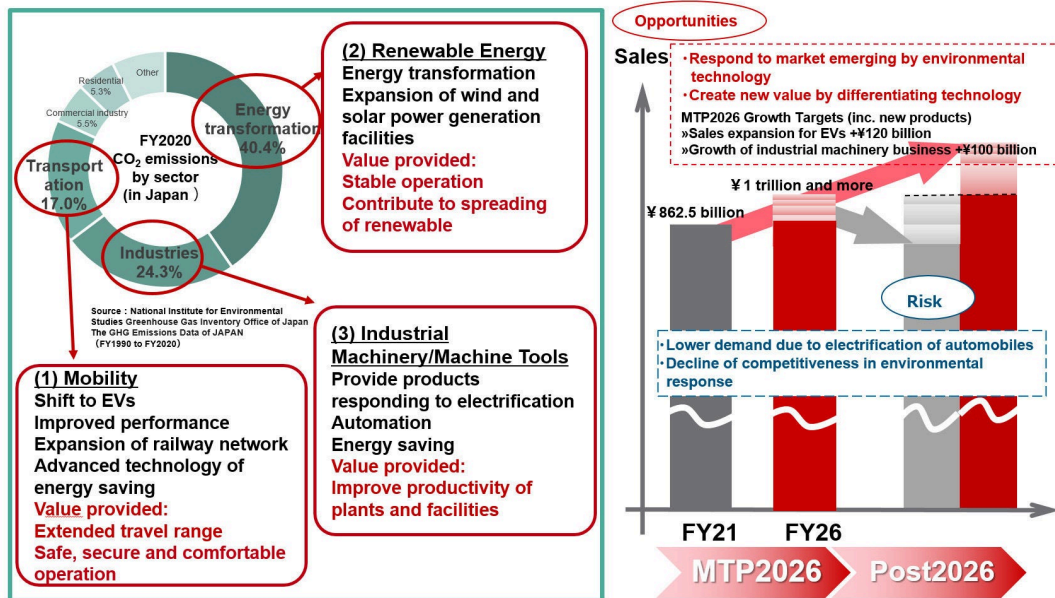 Other
Residential
5.3%
Commercial industry
5.5%
Energy
transformation
40.4%
FY2020
CO₂ emissions
by sector
(in Japan )
Transport
ation
17.0%
Industries
24.3%
Source : National Institute for Environmental
Studies Greenhouse Gas Inventory Office of Japan
The GHG Emissions Data of JAPAN
(FY1990 to FY2020)
(2) Renewable Energy
Energy transformation
Expansion of wind and
solar power generation
facilities
Value provided:
Stable operation
Contribute to spreading
of renewable
(1) Mobility
Shift to EVs
Improved performance
Expansion of railway network
Advanced technology of
energy saving
Value provided:
Extended travel range
Safe, secure and comfortable
operation
(3) Industrial
Machinery/Machine Tools
Provide products
responding to electrification
Automation
Energy saving
Value provided:
Improve productivity of
plants and facilities
Opportunities
Sales
・Respond to market emerging by environmental
technology
・Create new value by differentiating technology
MTP2026 Growth Targets (inc. new products)
»Sales expansion for EVs +¥120 billion
»Growth of industrial machinery business +¥100 billion
¥ 1 trillion and more
¥ 862.5 billion
Risk
・Lower demand due to electrification of automobiles
・Decline of competitiveness in environmental
response
FY21
FY26
MTP2026
Post2026